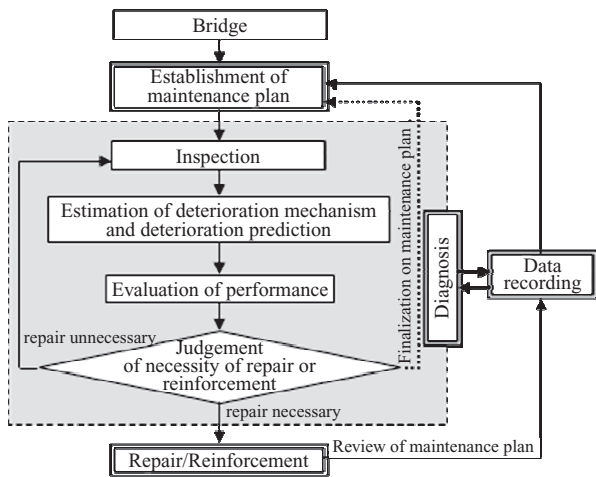 Bridge
Establishment of
maintenance plan
Inspection
Estimation of deterioration mechanism
and deterioration prediction
Evaluation of performance
repair unnecessary
Judgement
of necessity of repair or
reinforcement
repair necessary
Repair/Reinforcement
Review of maintenance plan
Finalization on maintenance plan
Diagnosis
Data
recording